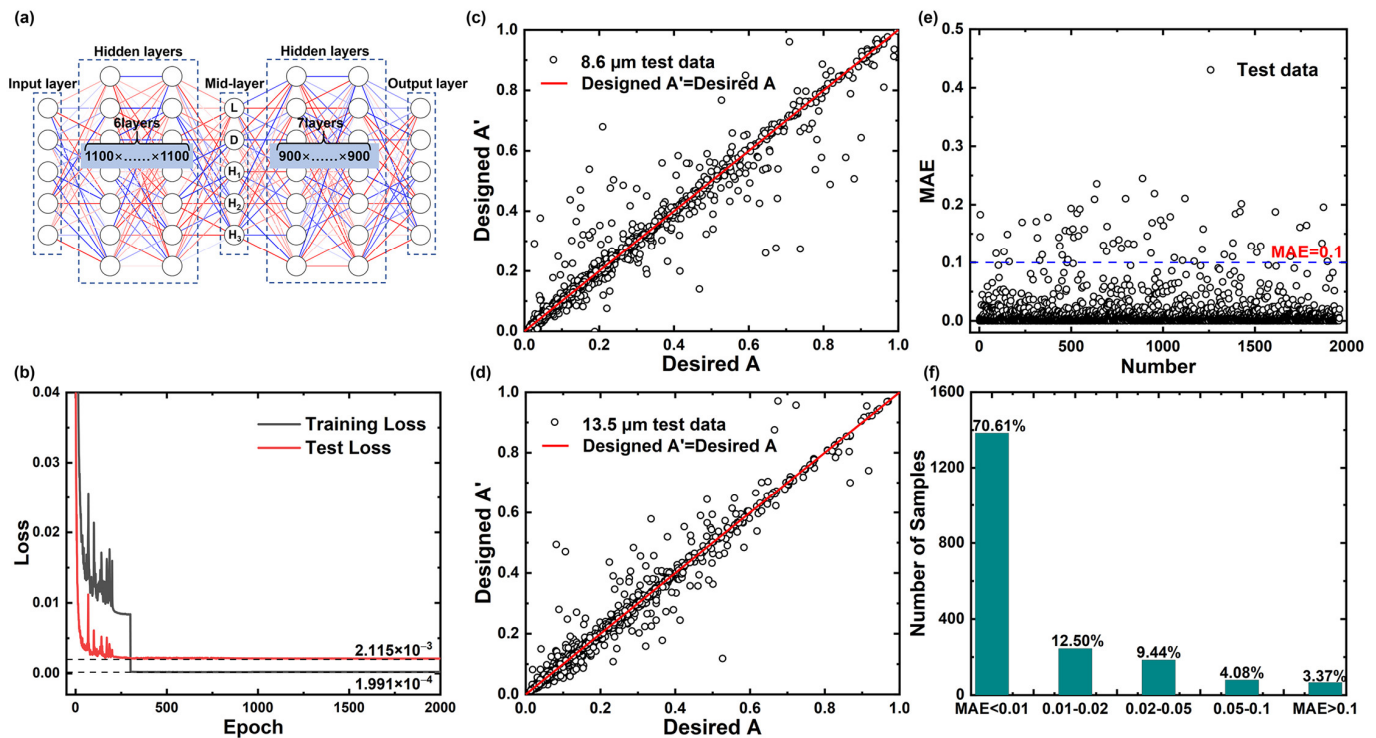 (a)
Hidden layers
Hidden layers
Input layer
Mid-layer
Output layer
L
D
H₁
H₂
H₃
6layers
1100×……×1100
7layers
900×……×900
(b)
0.04
0.03
0.02
0.01
0.00
Loss
Training Loss
Test Loss
2.115×10⁻³
1.991×10⁻⁴
0
500
1000
1500
2000
Epoch
(c)
1.0
0.8
0.6
0.4
0.2
0.0
Designed A'
8.6 μm test data
Designed A'=Desired A
0.0
0.2
0.4
0.6
0.8
1.0
Desired A
(d)
1.0
0.8
0.6
0.4
0.2
0.0
Designed A'
13.5 μm test data
Designed A'=Desired A
0.0
0.2
0.4
0.6
0.8
1.0
Desired A
(e)
0.5
0.4
0.3
0.2
0.1
0.0
MAE
Test data
MAE=0.1
0
500
1000
1500
2000
Number
(f)
1600
1200
800
400
0
Number of Samples
70.61%
12.50%
9.44%
4.08%
3.37%
MAE<0.01
0.01-0.02
0.02-0.05
0.05-0.1
MAE>0.1